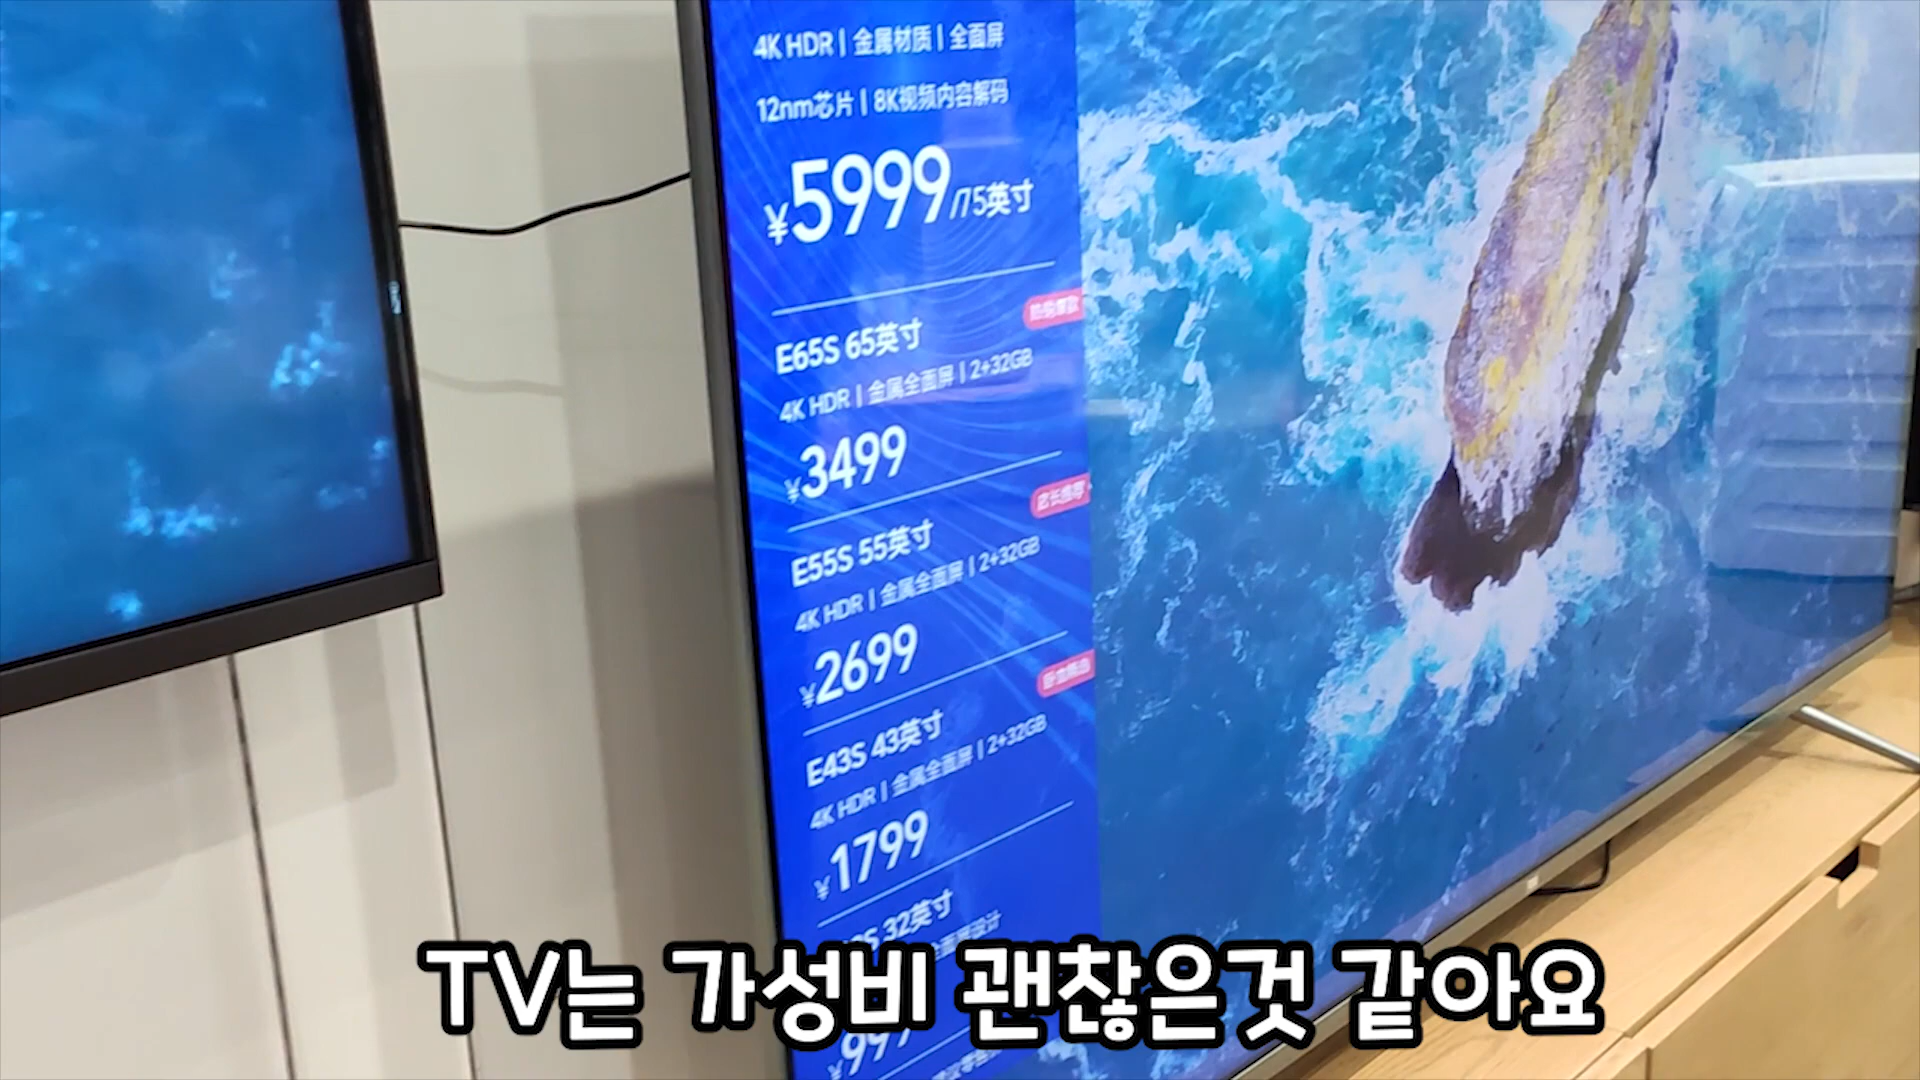 4K HDR | 金属材质 | 全面屏
12nm芯片 | 8K视频内容解码
¥5999/75英寸
E65S 65英寸
4K HDR | 金属全面屏 | 2+32GB
¥3499
店长推荐
E55S 55英寸
4K HDR | 金属全面屏 | 2+32GB
¥2699
E43S 43英寸
4K HDR | 金属全面屏 | 2+32GB
¥1799
32英寸
TV는 가성비 괜찮은것 같아요